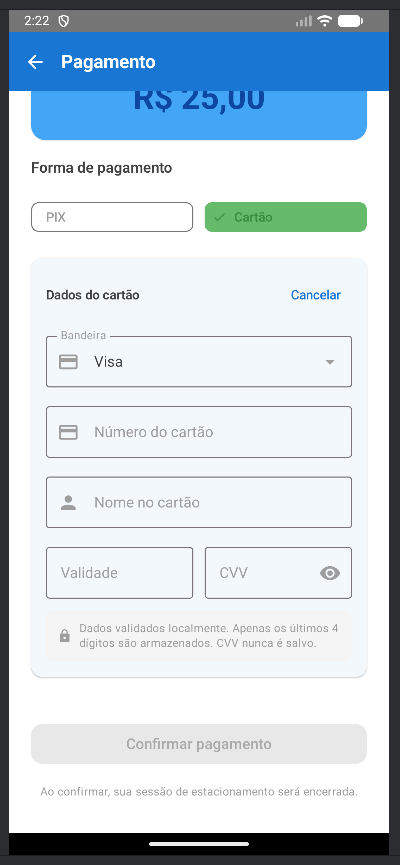 2:22
Pagamento
R$ 25,00
Forma de pagamento
PIX
Cartão
Dados do cartão
Cancelar
Bandeira
Visa
Número do cartão
Nome no cartão
Validade
CVV
Dados validados localmente. Apenas os últimos 4
dígitos são armazenados. CVV nunca é salvo.
Confirmar pagamento
Ao confirmar, sua sessão de estacionamento será encerrada.